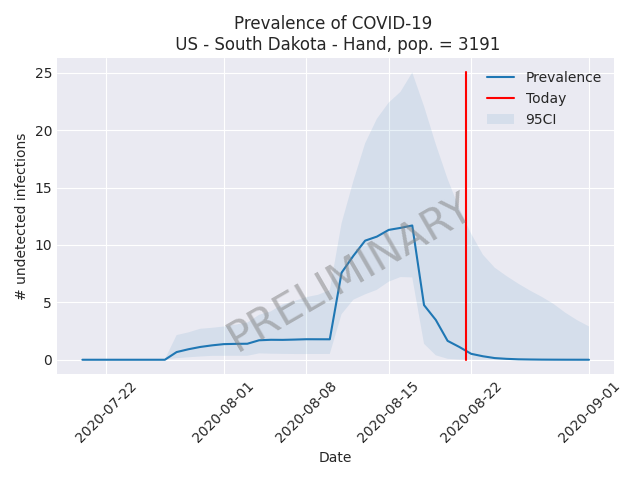 Prevalence of COVID-19
US - South Dakota - Hand, pop. = 3191
25
20
15
10
5
0
# undetected infections
Prevalence
Today
95CI
PRELIMINARY
2020-07-22
2020-08-01
2020-08-08
2020-08-15
2020-08-22
2020-09-01
Date